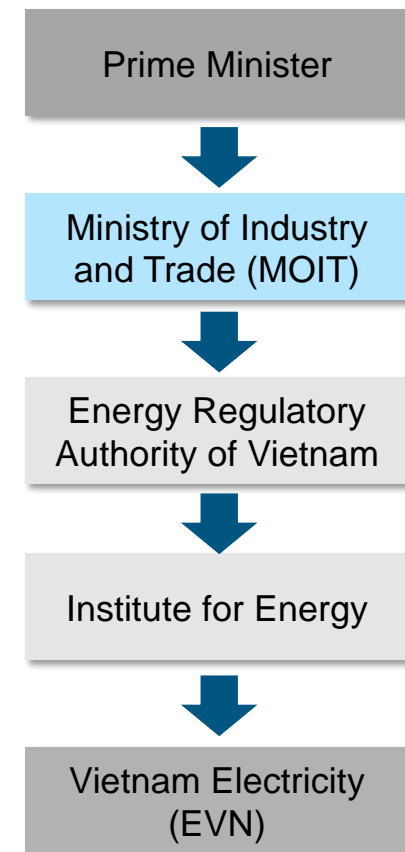 Prime Minister
Ministry of Industry
and Trade (MOIT)
Energy Regulatory
Authority of Vietnam
Institute for Energy
Vietnam Electricity
(EVN)